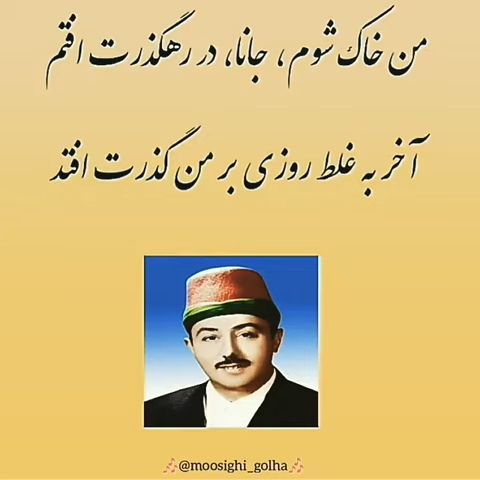 من خاک شوم، جانا، در رهگذرت افتم
آخر به غلط روزی بر من گذرت افتد
@moosighi_golha